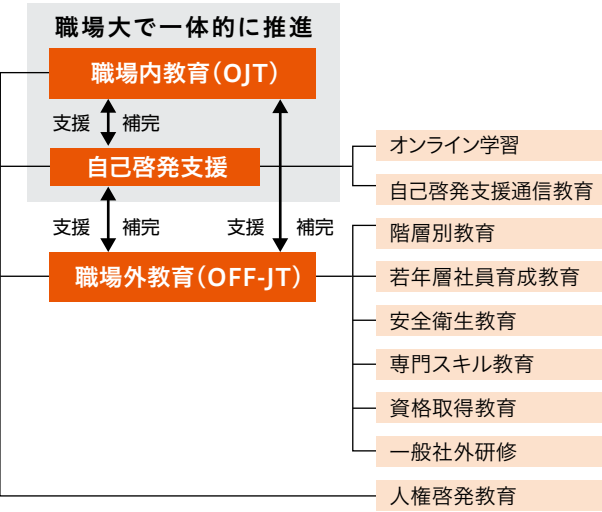 職場大で一体的に推進
職場内教育(OJT)
支援 補完
自己啓発支援
オンライン学習
自己啓発支援通信教育
支援 補完 支援 補完
階層別教育
職場外教育(OFF-JT)
若年層社員育成教育
安全衛生教育
専門スキル教育
資格取得教育
一般社外研修
人権啓発教育